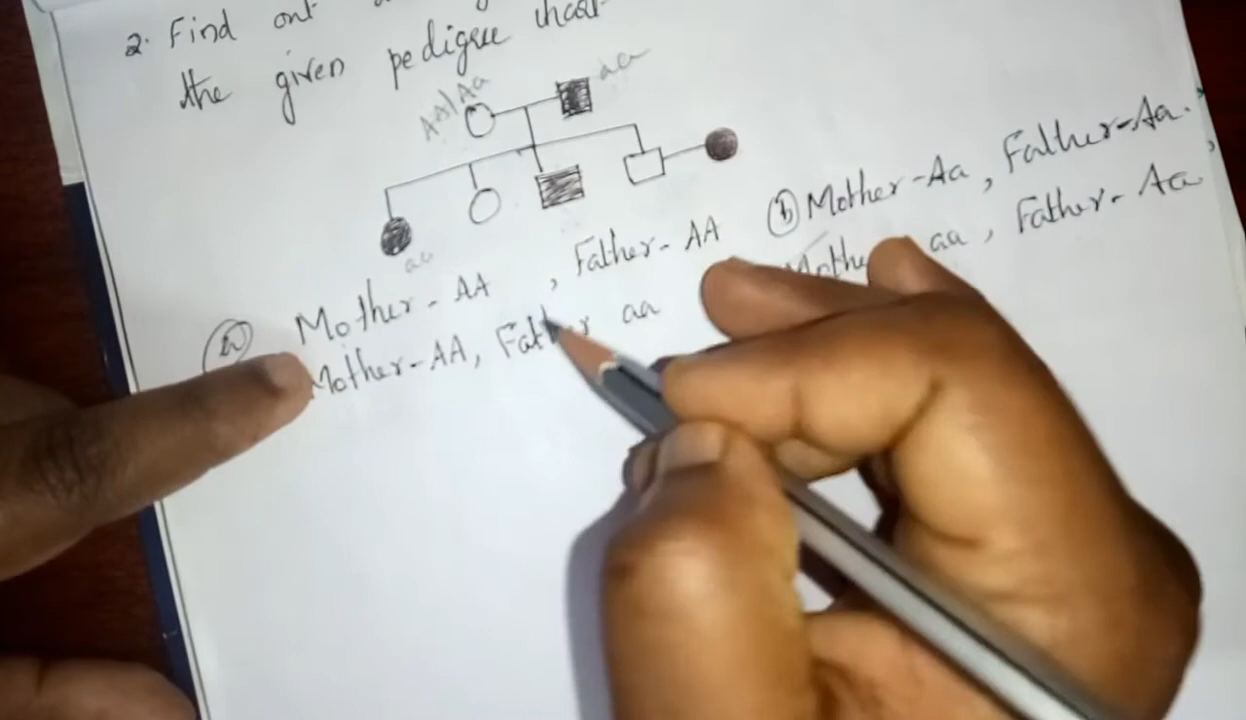 2. Find out
the given pedigree
AA|Aa
aa
aa
(a) Mother - AA , Father - AA (b) Mother - Aa , Father - Aa.
Mother - AA, Father aa aa , Father - Aa